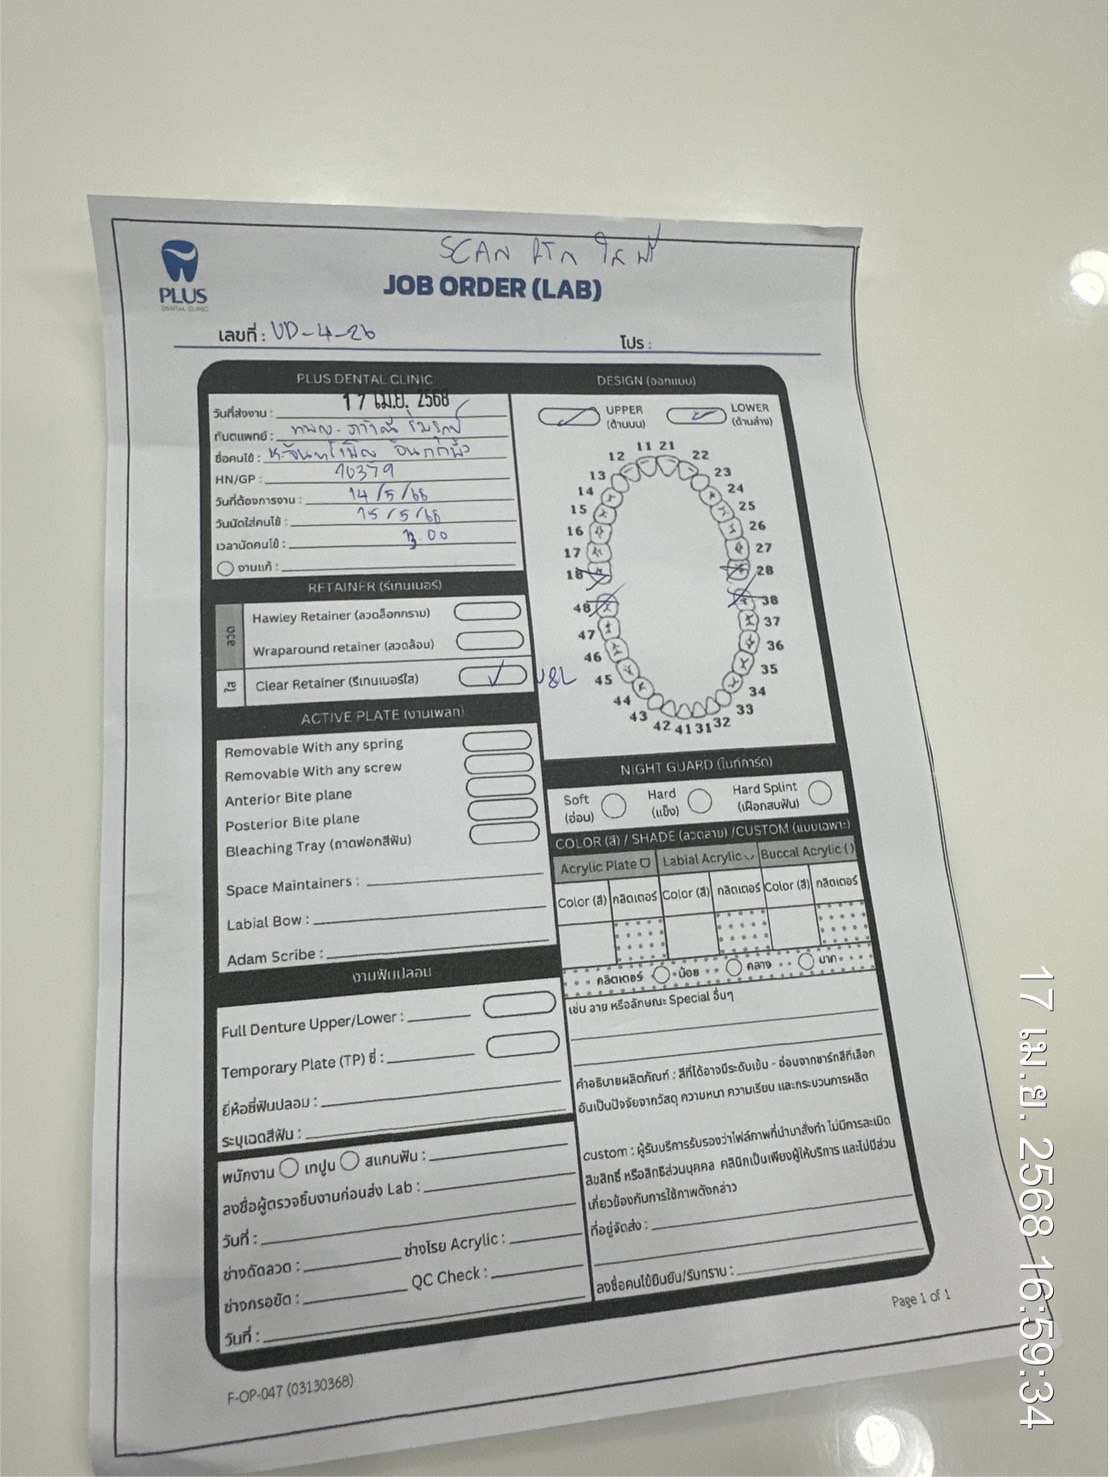 SCAN
PLUS
DENTAL CLINIC
JOB ORDER (LAB)
เลขที่ : UD-4-26
โปร :
PLUS DENTAL CLINIC
วันที่ส่งงาน : 17 เม.ย. 2568
ทันตแพทย์ :
ชื่อคนไข้ :
HN/GP : 10379
วันที่ต้องการงาน : 14/5/68
วันนัดใส่คนไข้ : 15/5/68
เวลานัดคนไข้ :
งานแก้ :
RETAINER (รีเทนเนอร์)
ลวด
Hawley Retainer (ลวดล็อกกราม)
Wraparound retainer (ลวดล้อม)
ใส
Clear Retainer (รีเทนเนอร์ใส) U&L
ACTIVE PLATE (งานเพลท)
Removable With any spring
Removable With any screw
Anterior Bite plane
Posterior Bite plane
Bleaching Tray (ถาดฟอกสีฟัน)
Space Maintainers :
Labial Bow :
Adam Scribe :
งานฟันปลอม
Full Denture Upper/Lower :
Temporary Plate (TP) ซี่ :
ยี่ห้อซี่ฟันปลอม :
ระบุเฉดสีฟัน :
พนักงาน เทปูน สแกนฟัน :
ลงชื่อผู้ตรวจชิ้นงานก่อนส่ง Lab :
วันที่ :
ช่างดัดลวด : ช่างโรย Acrylic :
ช่างกรอขัด : QC Check :
วันที่ :
DESIGN (ออกแบบ)
UPPER (ด้านบน)
LOWER (ด้านล่าง)
11 21
12 22
13 23
14 24
15 25
16 26
17 27
18 28
48 38
47 37
46 36
45 35
44 34
43 33
42 41 31 32
NIGHT GUARD (ไนท์การ์ด)
Soft (อ่อน)
Hard (แข็ง)
Hard Splint (เฝือกสบฟัน)
COLOR (สี) / SHADE (ลวดลาย) /CUSTOM (แบบเฉพาะ)
Acrylic Plate Labial Acrylic Buccal Acrylic ( )
Color (สี) กลิตเตอร์ Color (สี) กลิตเตอร์ Color (สี) กลิตเตอร์
กลิตเตอร์ น้อย กลาง มาก
เช่น ลาย หรือลักษณะ Special อื่นๆ
คำอธิบายผลิตภัณฑ์ : สีที่ได้อาจมีระดับเข้ม - อ่อนจากชาร์ทสีที่เลือก
อันเป็นปัจจัยจากวัสดุ ความหนา ความเรียบ และกระบวนการผลิต
custom : ผู้รับบริการรับรองว่าไฟล์ภาพที่นำมาสั่งทำ ไม่มีการละเมิด
ลิขสิทธิ์ หรือสิทธิส่วนบุคคล คลินิกเป็นเพียงผู้ให้บริการ และไม่มีส่วน
เกี่ยวข้องกับการใช้ภาพดังกล่าว
ที่อยู่จัดส่ง :
ลงชื่อคนไข้ยืนยัน/รับทราบ :
Page 1 of 1
F-OP-047 (03130368)
17 เม.ย. 2568 16:59:34